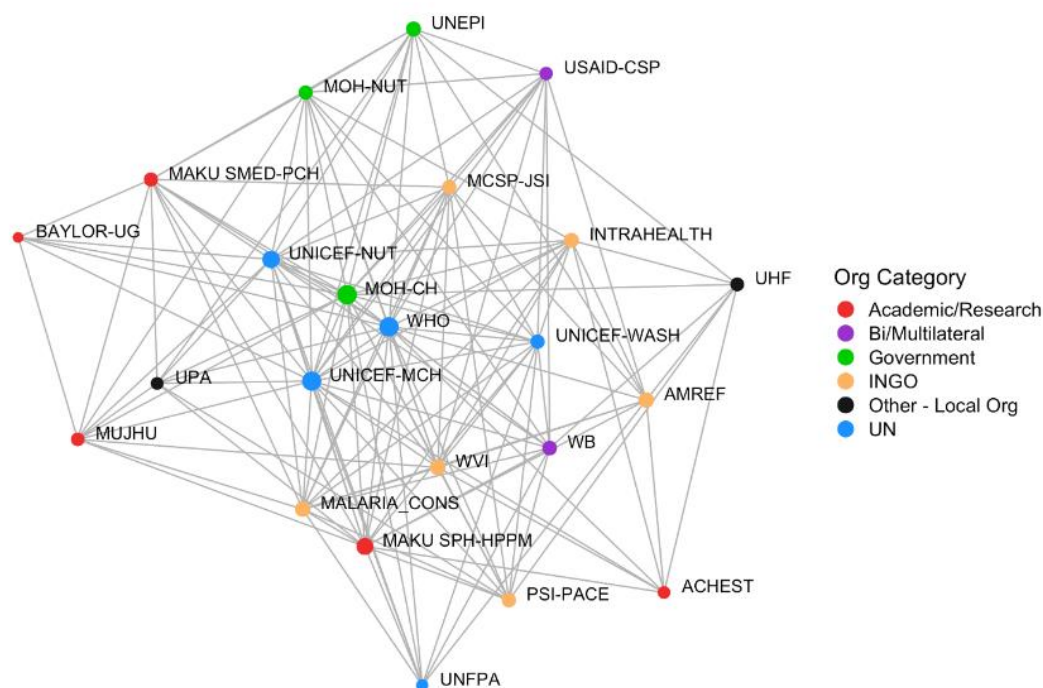 UNEPI
USAID-CSP
MOH-NUT
MAKU SMED-PCH
MCSP-JSI
BAYLOR-UG
INTRAHEALTH
UNICEF-NUT
UHF
MOH-CH
WHO
UNICEF-WASH
UPA
UNICEF-MCH
AMREF
MUJHU
WB
WVI
MALARIA_CONS
MAKU SPH-HPPM
PSI-PACE
ACHEST
UNFPA
Org Category
Academic/Research
Bi/Multilateral
Government
INGO
Other - Local Org
UN